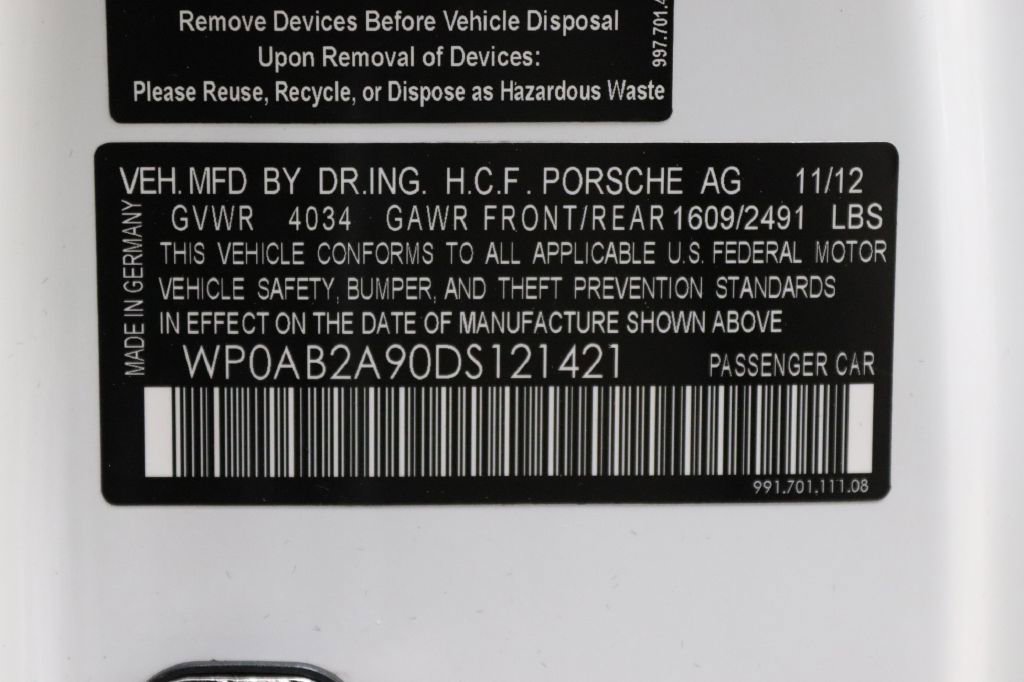 Remove Devices Before Vehicle Disposal
Upon Removal of Devices:
Please Reuse, Recycle, or Dispose as Hazardous Waste
997.701.4
VEH. MFD BY DR.ING. H.C.F. PORSCHE AG 11/12
GVWR 4034 GAWR FRONT/REAR 1609/2491 LBS
THIS VEHICLE CONFORMS TO ALL APPLICABLE U.S. FEDERAL MOTOR
VEHICLE SAFETY, BUMPER, AND THEFT PREVENTION STANDARDS
IN EFFECT ON THE DATE OF MANUFACTURE SHOWN ABOVE
MADE IN GERMANY
WP0AB2A90DS121421 PASSENGER CAR
991.701.111.08